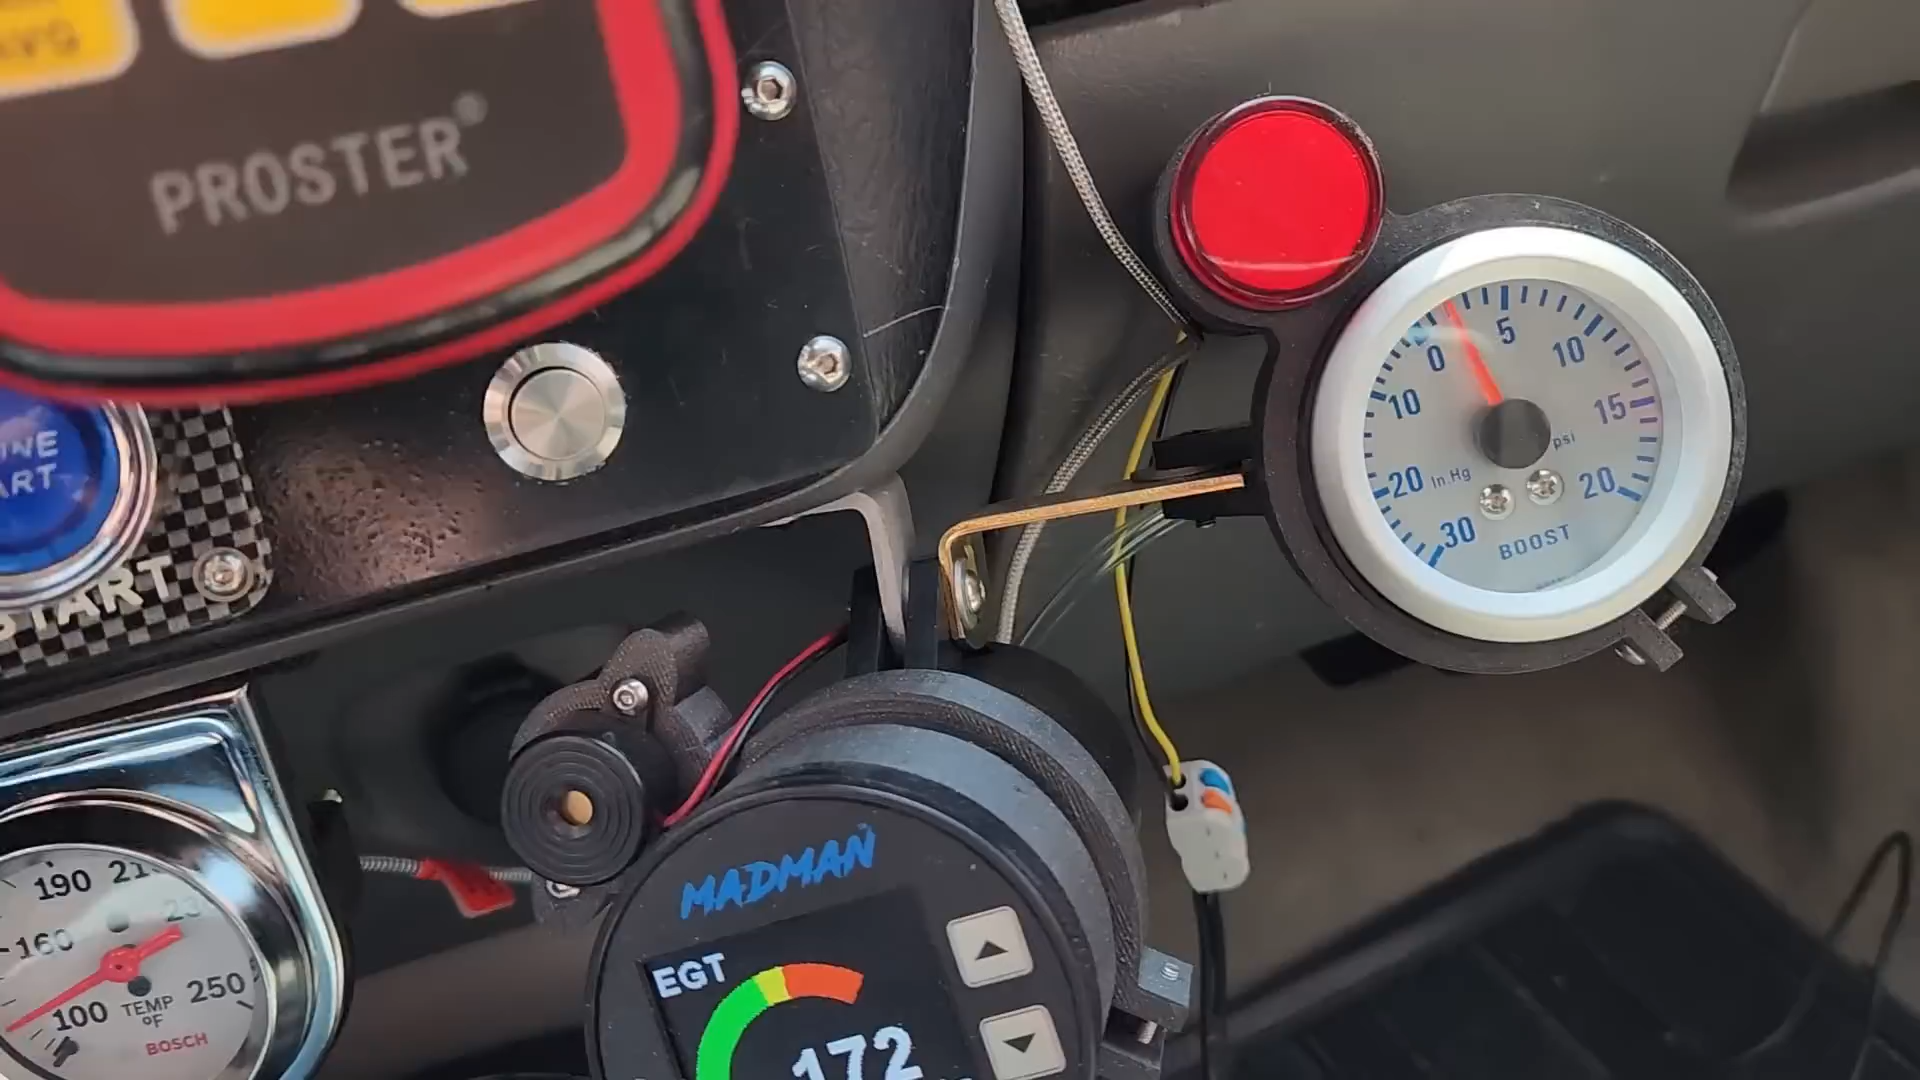 AVG
PROSTER®
START
190
160
100
250
TEMP
°F
BOSCH
MADMAN
EGT
172
0
5
10
15
20
psi
10
20
In.Hg
30
BOOST